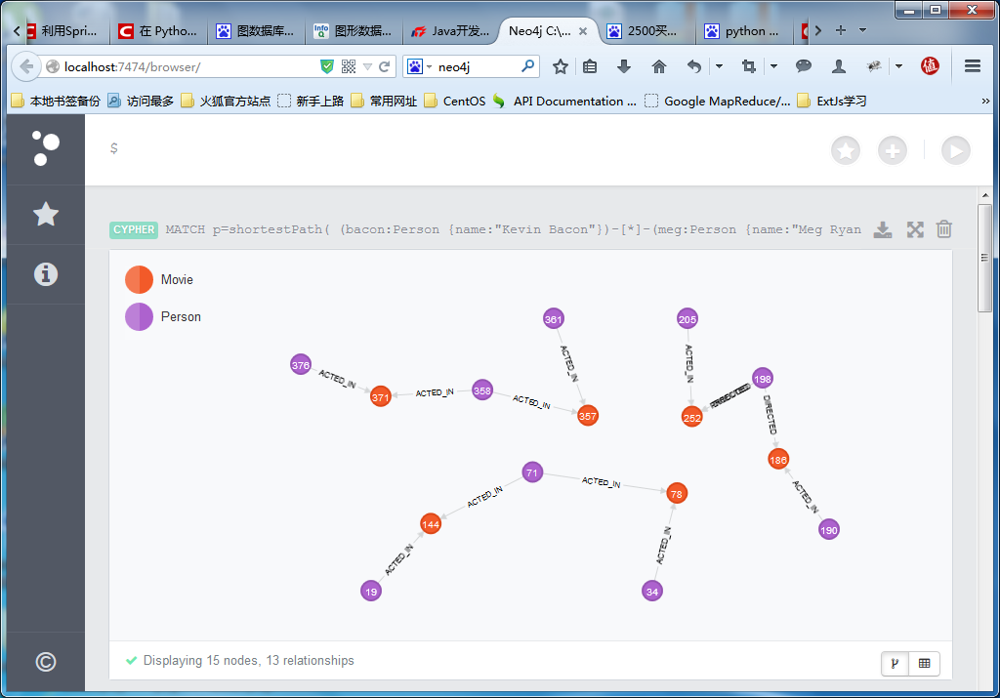 利用Spri...
在 Pytho...
图数据库...
InfoQ
图形数据...
Java开发...
Neo4j C:\...
2500买...
python ...
localhost:7474/browser/
neo4j
值
本地书签备份 访问最多 火狐官方站点 新手上路 常用网址 CentOS API Documentation ... Google MapReduce/... ExtJs学习 »
$
CYPHER MATCH p=shortestPath( (bacon:Person {name:"Kevin Bacon"})-[*]-(meg:Person {name:"Meg Ryan
Movie
Person
361
205
ACTED_IN
ACTED_IN
376
ACTED_IN
198
371
ACTED_IN
358
ACTED_IN
357
252
DIRECTED
186
71
ACTED_IN
ACTED_IN
78
ACTED_IN
144
190
ACTED_IN
ACTED_IN
19
34
©
Displaying 15 nodes, 13 relationships